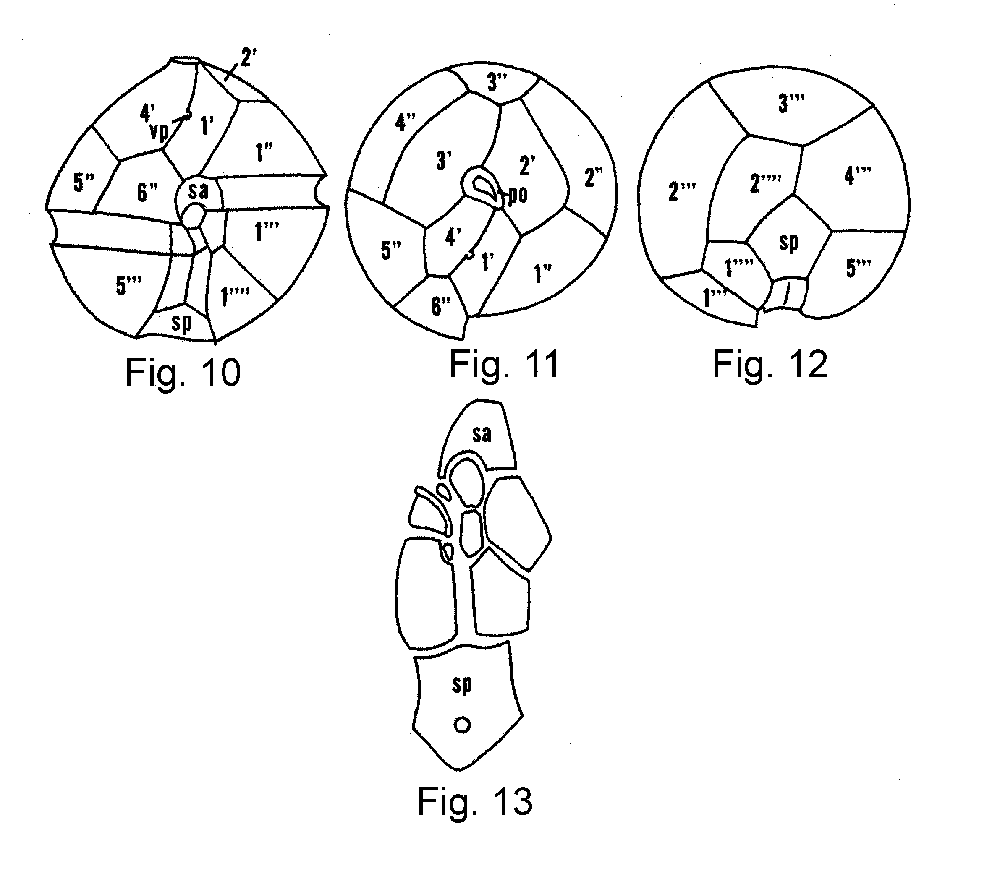 2’
4’
vp
1’
1”
5”
6”
sa
1’’’
5’’’
1’’’’
sp
Fig. 10
3”
4”
3’
2’
2”
po
4’
5”
1’
1”
6”
Fig. 11
3’’’
2’’’
2’’’’
4’’’
sp
1’’’’
5’’’
1’’’
Fig. 12
sa
sp
Fig. 13